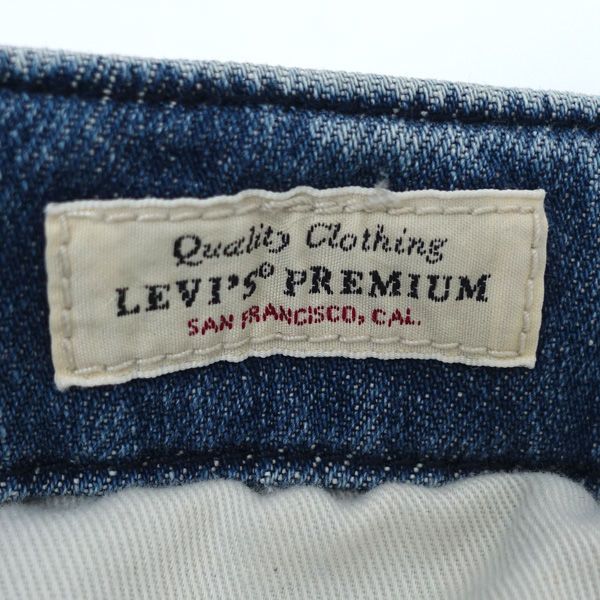 Quality Clothing
LEVI'S® PREMIUM
SAN FRANCISCO, CAL.